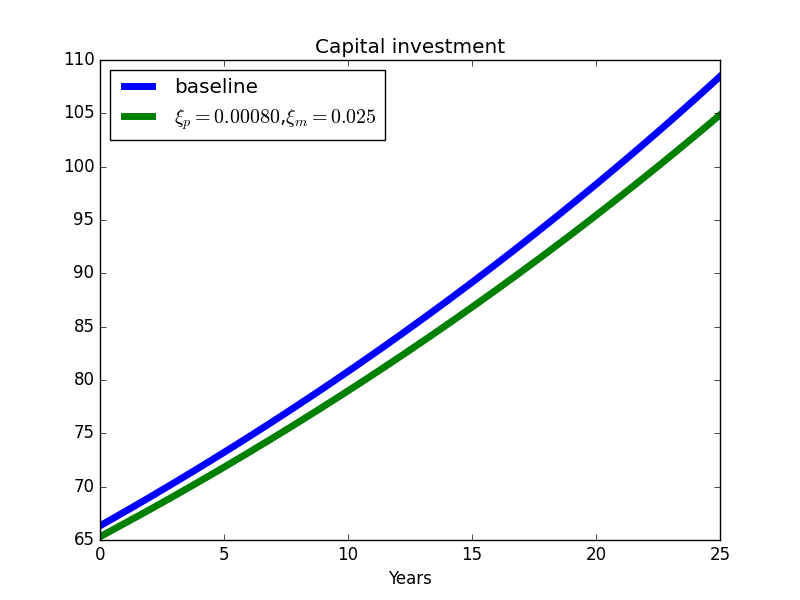 Capital investment
110
105
100
95
90
85
80
75
70
65
baseline
ξₚ = 0.00080,ξₘ = 0.025
0 5 10 15 20 25
Years